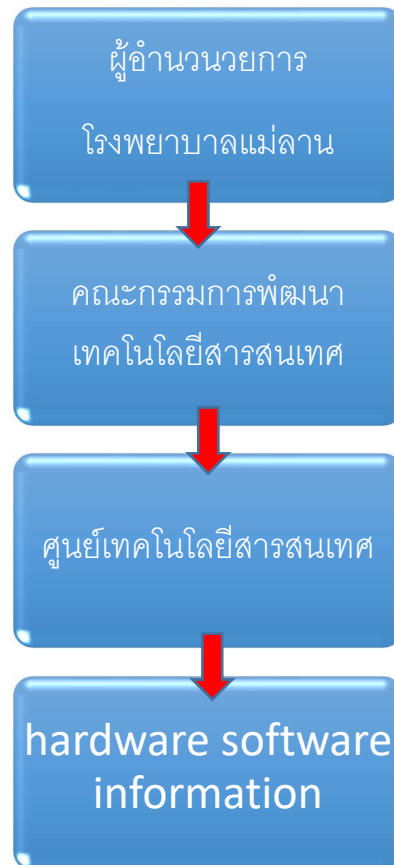 ผู้อำนวนวยการ
โรงพยาบาลแม่ลาน
คณะกรรมการพัฒนา
เทคโนโลยีสารสนเทศ
ศูนย์เทคโนโลยีสารสนเทศ
hardware software
information